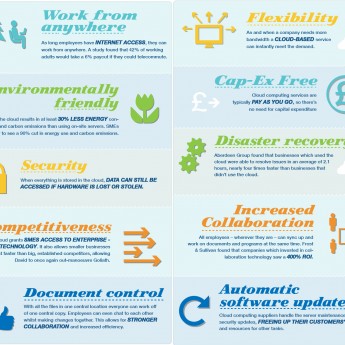 Work from
anywhere
As long employees have INTERNET ACCESS, they can
work from anywhere. A study found that 42% of working
adults would take a 6% payout if they could telecommute.
Environmentally
friendly
the cloud results in at least 30% LESS ENERGY con-
and carbon emissions than using on-site servers. SMEs
to see a 90% cut in energy use and carbon emissions.
Security
When everything is stored in the cloud, DATA CAN STILL BE
ACCESSED IF HARDWARE IS LOST OR STOLEN.
Competitiveness
cloud grants SMES ACCESS TO ENTERPRISE -
TECHNOLOGY. It also allows smaller businesses
act faster than big, established competitors, allowing
David to once again out-maneuver Goliath.
Document control
With all the files in one central location everyone can work off
of one central copy. Employees can even chat to each other
whilst making changes together. This allows for STRONGER
COLLABORATION and increased efficiency.
Flexibility
As and when a company needs more
bandwidth a CLOUD-BASED service
can instantly meet the demand.
Cap-Ex Free
Cloud computing services are
typically PAY AS YOU GO, so there's
no need for capital expenditure
Disaster recovery
Aberdeen Group found that businesses which used the
cloud were able to resolve issues in an average of 2.1
hours, nearly four times faster than businesses that
didn't use the cloud.
Increased
Collaboration
All employees - wherever they are - can sync up and
work on documents and programs at the same time. Frost
& Sullivan found that companies which invested in col-
laboration technology saw a 400% ROI.
Automatic
software updates
Cloud computing suppliers handle the serve maintenance
security updates, FREEING UP THEIR CUSTOMERS'
and resources for other tasks.